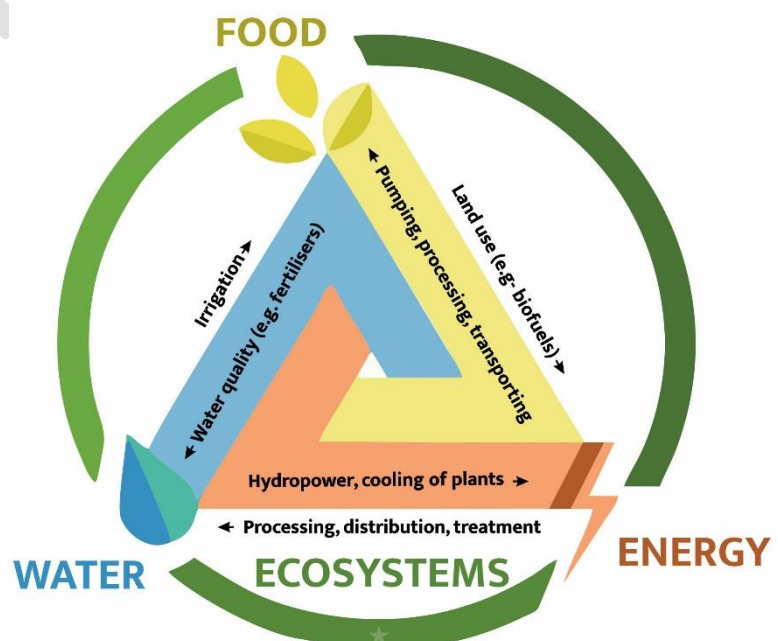 FOOD
Irrigation →
← Water quality (e.g. fertilisers)
← Pumping, processing, transporting
Land use (e.g- biofuels) →
Hydropower, cooling of plants →
← Processing, distribution, treatment
WATER
ECOSYSTEMS
ENERGY